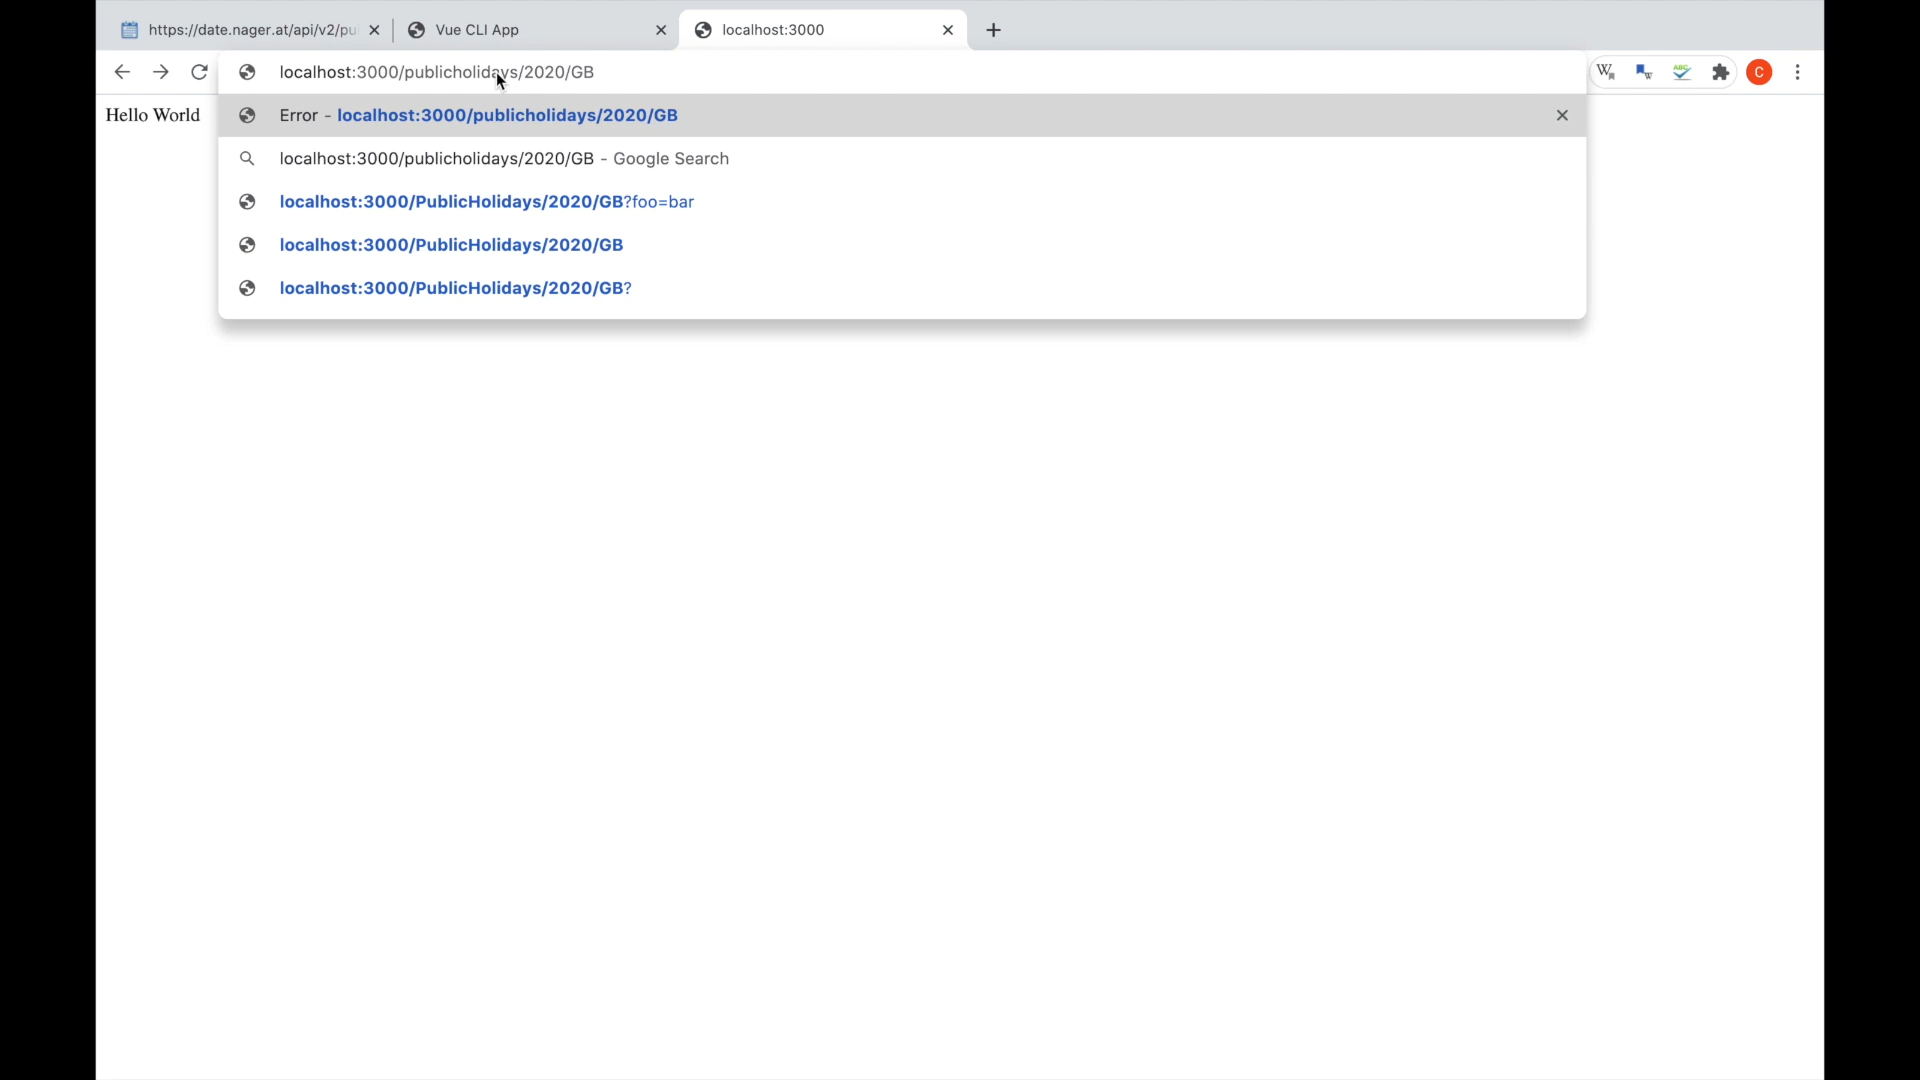 https://date.nager.at/api/v2/pu
Vue CLI App
localhost:3000
localhost:3000/publicholidays/2020/GB
W
W
ABC
C
Hello World
Error - localhost:3000/publicholidays/2020/GB
localhost:3000/publicholidays/2020/GB - Google Search
localhost:3000/PublicHolidays/2020/GB?foo=bar
localhost:3000/PublicHolidays/2020/GB
localhost:3000/PublicHolidays/2020/GB?